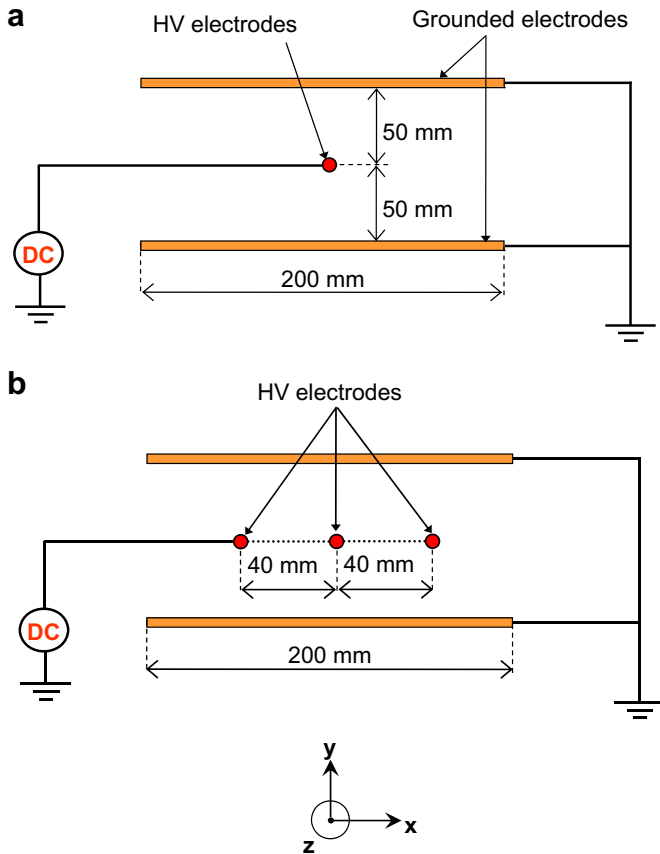 a
HV electrodes
Grounded electrodes
50 mm
50 mm
DC
200 mm
b
HV electrodes
40 mm
40 mm
DC
200 mm
y
x
z